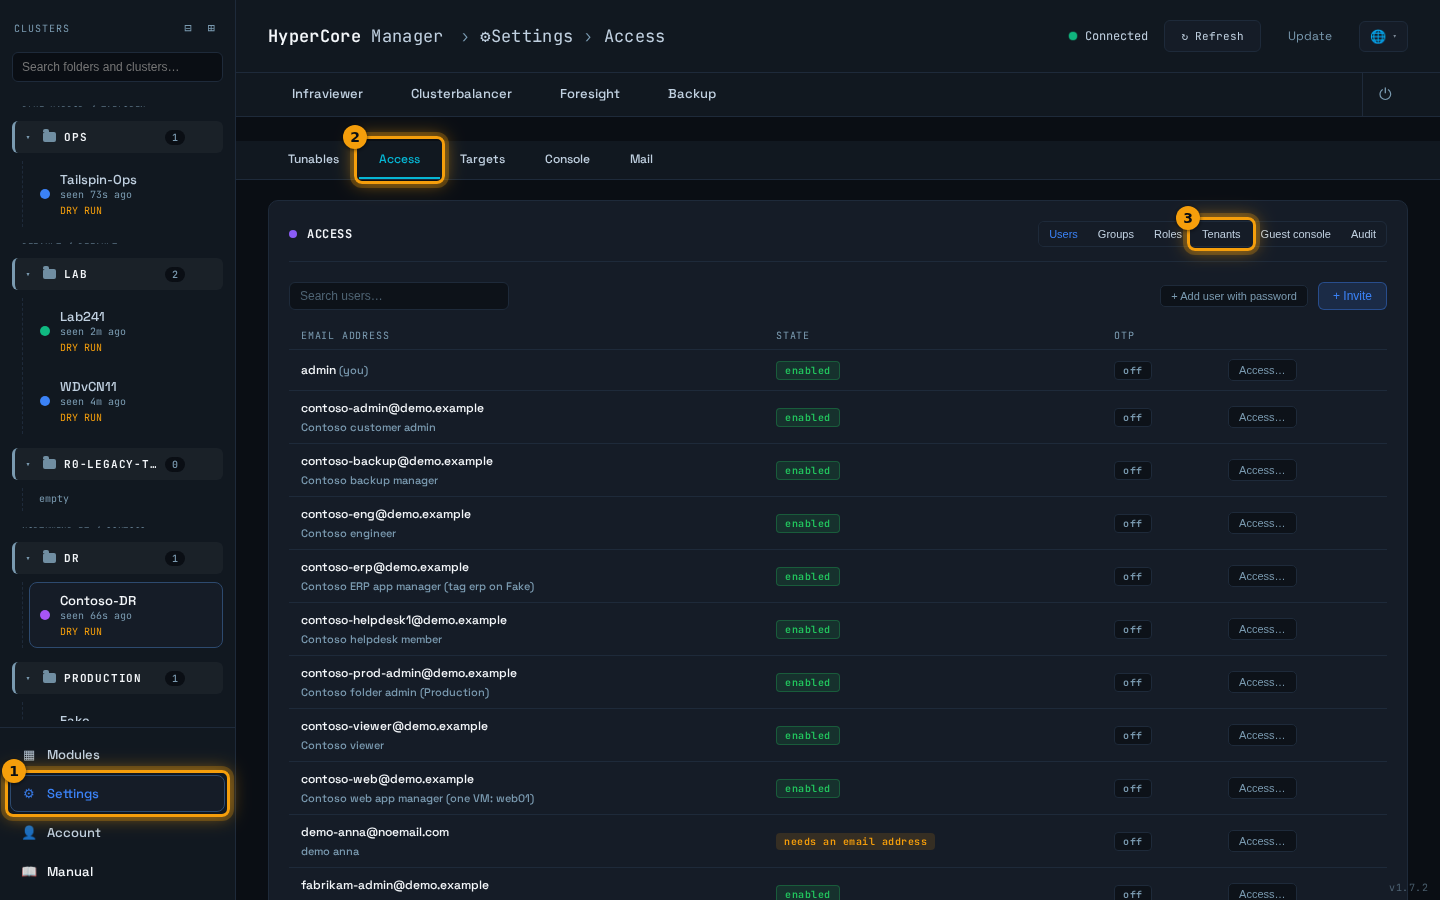 CLUSTERS
Search folders and clusters…
OPS 1
Tailspin-Ops
seen 73s ago
DRY RUN
LAB 2
Lab241
seen 2m ago
DRY RUN
WDvCN11
seen 4m ago
DRY RUN
RO-LEGACY-T… 0
empty
DR 1
Contoso-DR
seen 66s ago
DRY RUN
PRODUCTION 1
Fake
Modules
1
Settings
Account
Manual
HyperCore Manager › Settings › Access
Connected
Refresh
Update
Infraviewer Clusterbalancer Foresight Backup
2
Tunables Access Targets Console Mail
ACCESS
3
Users Groups Roles Tenants Guest console Audit
Search users…
+ Add user with password
+ Invite
EMAIL ADDRESS STATE OTP
admin (you) enabled off Access…
contoso-admin@demo.example enabled off Access…
Contoso customer admin
contoso-backup@demo.example enabled off Access…
Contoso backup manager
contoso-eng@demo.example enabled off Access…
Contoso engineer
contoso-erp@demo.example enabled off Access…
Contoso ERP app manager (tag erp on Fake)
contoso-helpdesk1@demo.example enabled off Access…
Contoso helpdesk member
contoso-prod-admin@demo.example enabled off Access…
Contoso folder admin (Production)
contoso-viewer@demo.example enabled off Access…
Contoso viewer
contoso-web@demo.example enabled off Access…
Contoso web app manager (one VM: web01)
demo-anna@noemail.com needs an email address off Access…
demo anna
fabrikam-admin@demo.example enabled off Access…
v1.7.2